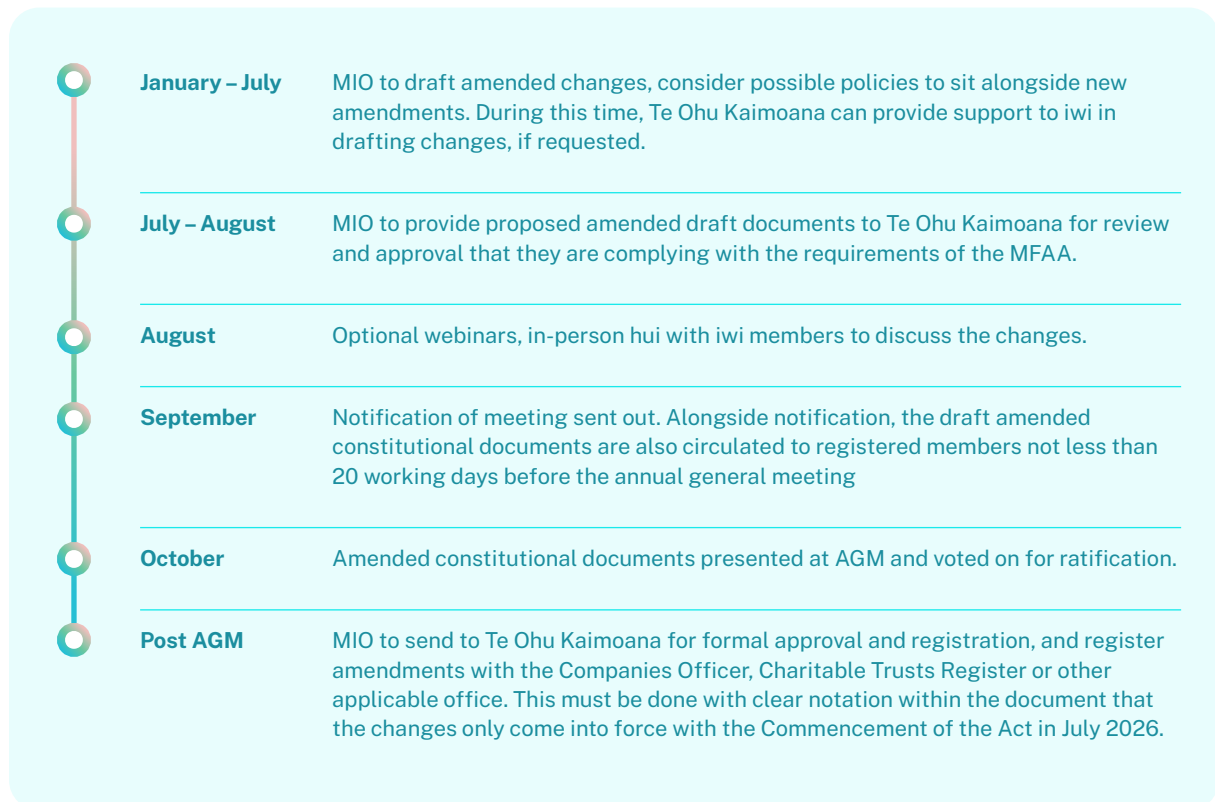 January – July
MIO to draft amended changes, consider possible policies to sit alongside new
amendments. During this time, Te Ohu Kaimoana can provide support to iwi in
drafting changes, if requested.
July – August
MIO to provide proposed amended draft documents to Te Ohu Kaimoana for review
and approval that they are complying with the requirements of the MFAA.
August
Optional webinars, in-person hui with iwi members to discuss the changes.
September
Notification of meeting sent out. Alongside notification, the draft amended
constitutional documents are also circulated to registered members not less than
20 working days before the annual general meeting
October
Amended constitutional documents presented at AGM and voted on for ratification.
Post AGM
MIO to send to Te Ohu Kaimoana for formal approval and registration, and register
amendments with the Companies Officer, Charitable Trusts Register or other
applicable office. This must be done with clear notation within the document that
the changes only come into force with the Commencement of the Act in July 2026.